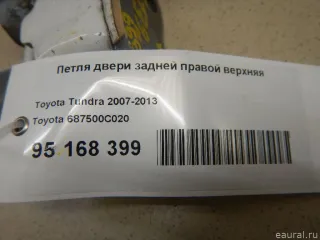 Петля двери задней правой верхняя
Toyota Tundra 2007-2013
Toyota 687500C020
95 168 399
eaural.ru